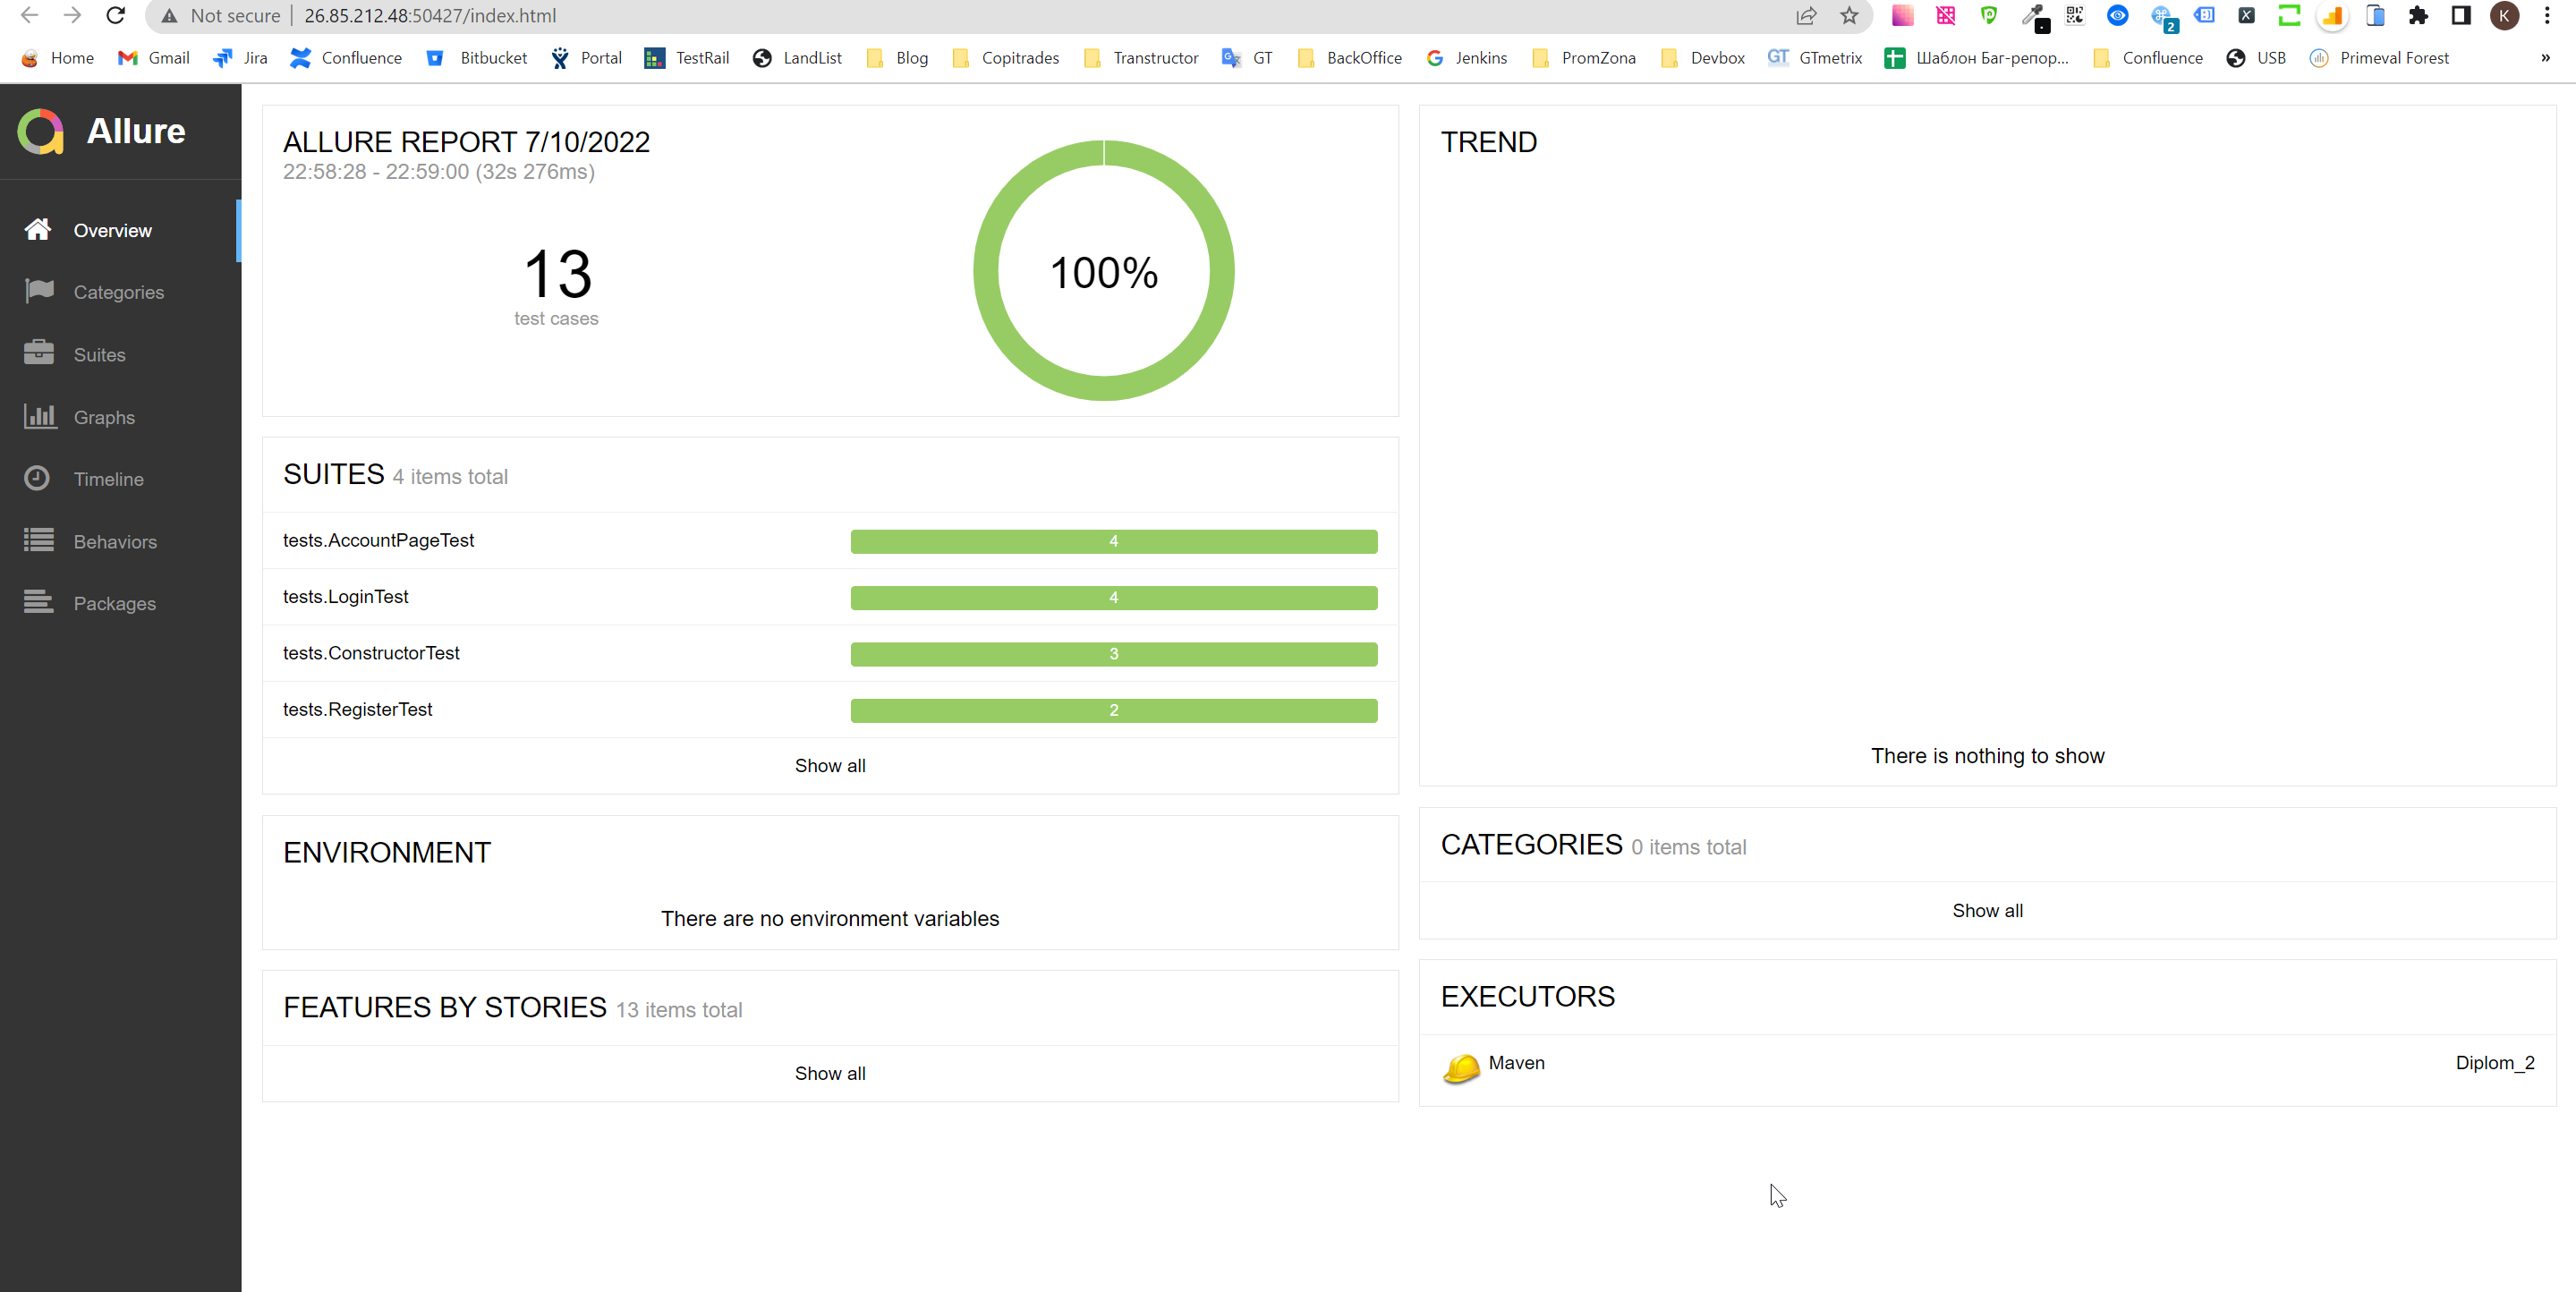 Not secure 26.85.212.48:50427/index.html
2
K
Home Gmail Jira Confluence Bitbucket Portal TestRail LandList Blog Copitrades Transtructor GT BackOffice Jenkins PromZona Devbox GT GTmetrix Шаблон Баг-репор... Confluence USB Primeval Forest »
Allure
Overview
Categories
Suites
Graphs
Timeline
Behaviors
Packages
ALLURE REPORT 7/10/2022
22:58:28 - 22:59:00 (32s 276ms)
13
test cases
100%
SUITES 4 items total
tests.AccountPageTest 4
tests.LoginTest 4
tests.ConstructorTest 3
tests.RegisterTest 2
Show all
ENVIRONMENT
There are no environment variables
FEATURES BY STORIES 13 items total
Show all
TREND
There is nothing to show
CATEGORIES 0 items total
Show all
EXECUTORS
Maven Diplom_2